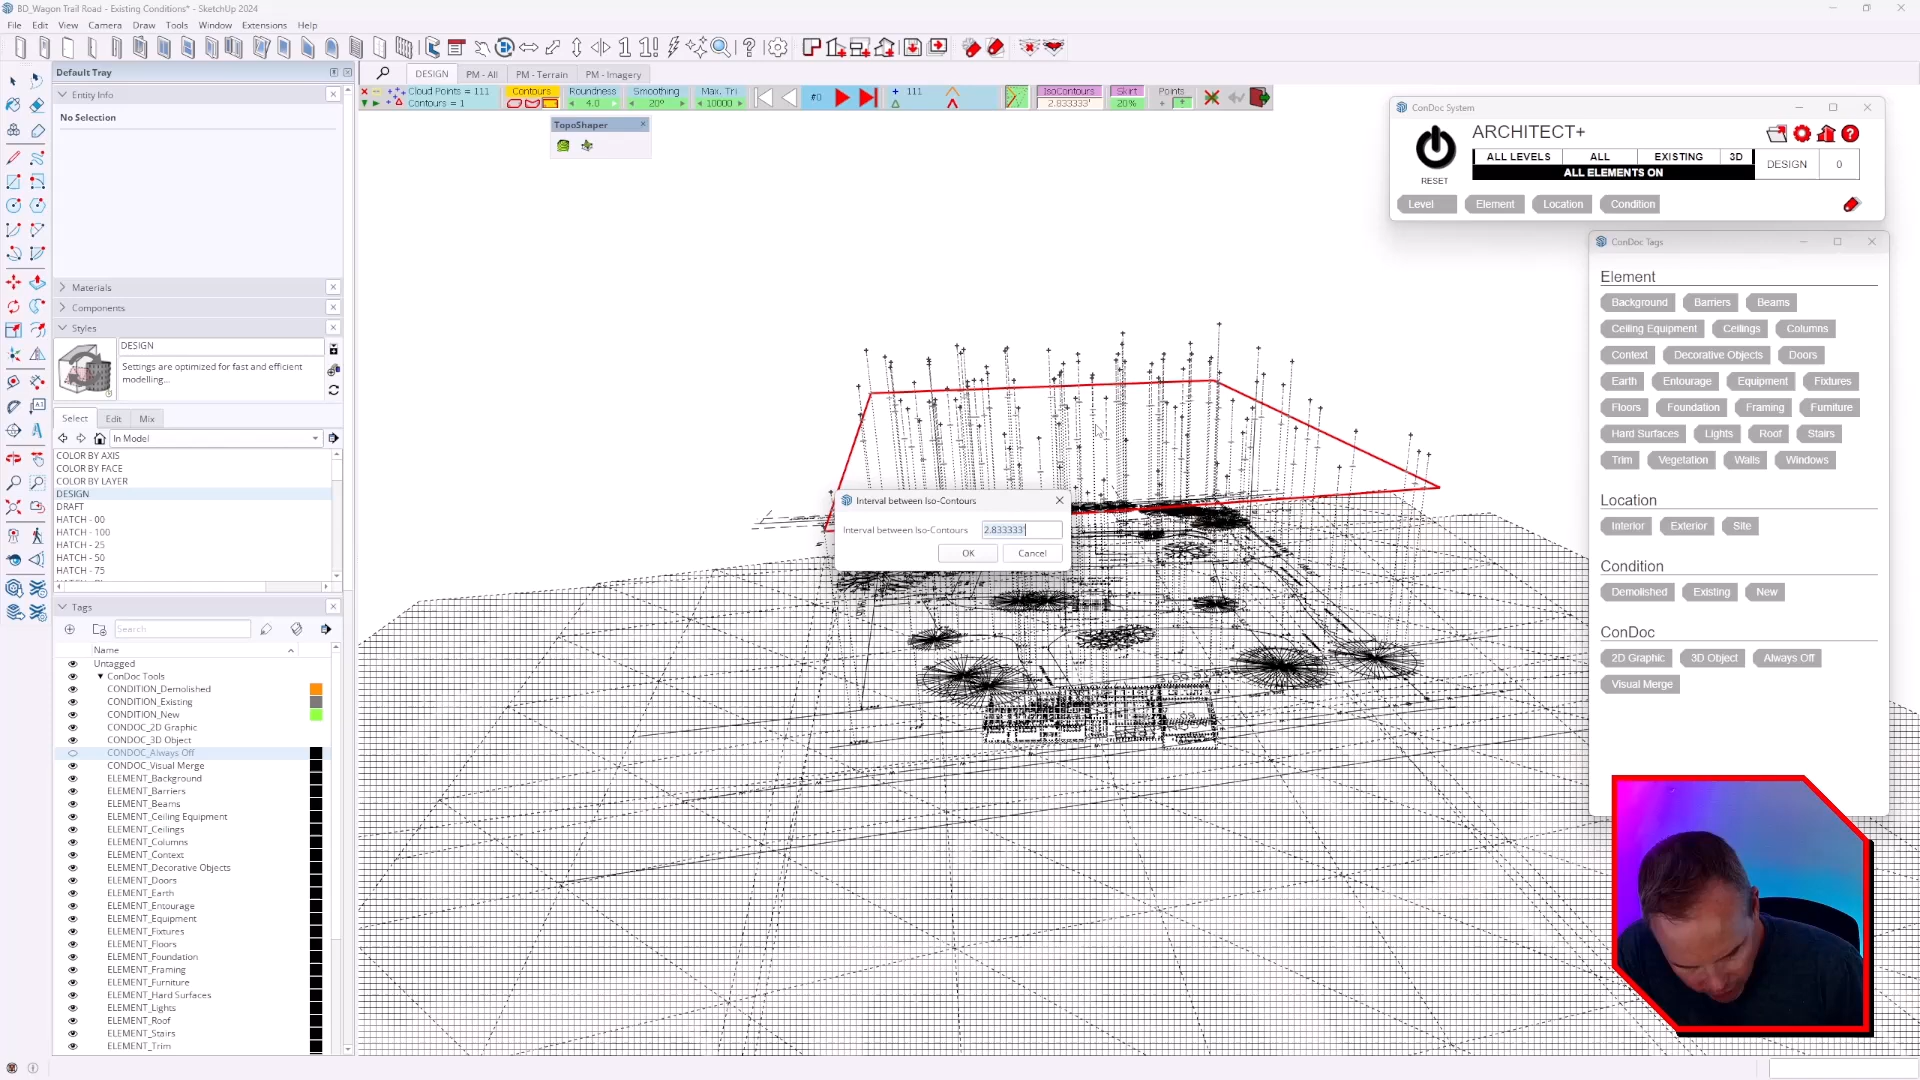 BD_Wagon Trail Road - Existing Conditions* - SketchUp 2024
File Edit View Camera Draw Tools Window Extensions Help
Default Tray
Entity Info
No Selection
Materials
Components
Styles
DESIGN
Settings are optimized for fast and efficient
modelling...
Select Edit Mix
In Model
COLOR BY AXIS
COLOR BY FACE
COLOR BY LAYER
DESIGN
DRAFT
HATCH - 00
HATCH - 100
HATCH - 25
HATCH - 50
HATCH - 75
Tags
Search
Name
Untagged
ConDoc Tools
CONDITION_Demolished
CONDITION_Existing
CONDITION_New
CONDOC_2D Graphic
CONDOC_3D Object
CONDOC_Always Off
CONDOC_Visual Merge
ELEMENT_Background
ELEMENT_Barriers
ELEMENT_Beams
ELEMENT_Ceiling Equipment
ELEMENT_Ceilings
ELEMENT_Columns
ELEMENT_Context
ELEMENT_Decorative Objects
ELEMENT_Doors
ELEMENT_Earth
ELEMENT_Entourage
ELEMENT_Equipment
ELEMENT_Fixtures
ELEMENT_Floors
ELEMENT_Foundation
ELEMENT_Framing
ELEMENT_Furniture
ELEMENT_Hard Surfaces
ELEMENT_Lights
ELEMENT_Roof
ELEMENT_Stairs
ELEMENT_Trim
DESIGN PM - All PM - Terrain PM - Imagery
Cloud Points = 111 Contours Roundness Smoothing Max. Tri #0 111 IsoContours Skirt Points
Contours = 1 4.0 20° 10000 2.833333' 20%
TopoShaper
Interval between Iso-Contours
Interval between Iso-Contours 2.833333'
OK Cancel
ConDoc System
ARCHITECT+
RESET
ALL LEVELS ALL EXISTING 3D
ALL ELEMENTS ON
DESIGN 0
Level Element Location Condition
ConDoc Tags
Element
Background Barriers Beams
Ceiling Equipment Ceilings Columns
Context Decorative Objects Doors
Earth Entourage Equipment Fixtures
Floors Foundation Framing Furniture
Hard Surfaces Lights Roof Stairs
Trim Vegetation Walls Windows
Location
Interior Exterior Site
Condition
Demolished Existing New
ConDoc
2D Graphic 3D Object Always Off
Visual Merge